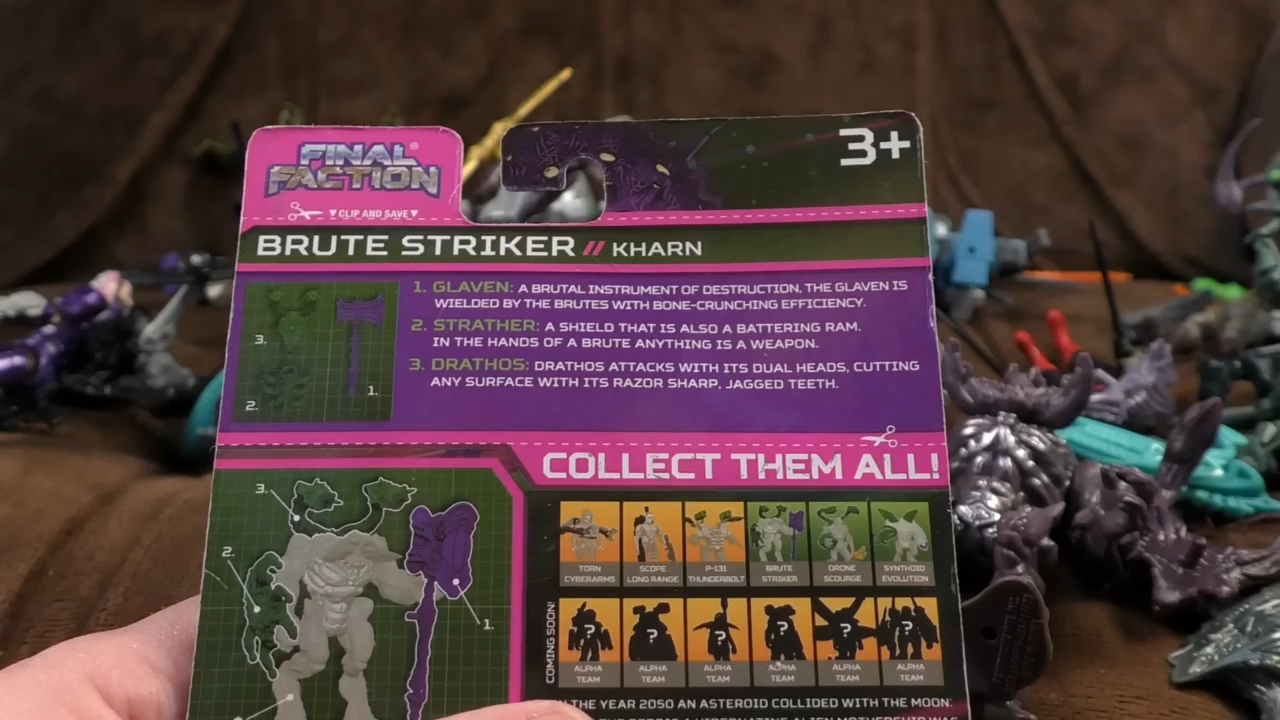 FINAL
FACTION®
▼CLIP AND SAVE▼
3+
BRUTE STRIKER // KHARN
1. GLAVEN: A BRUTAL INSTRUMENT OF DESTRUCTION, THE GLAVEN IS
WIELDED BY THE BRUTES WITH BONE-CRUNCHING EFFICIENCY.
2. STRATHER: A SHIELD THAT IS ALSO A BATTERING RAM.
IN THE HANDS OF A BRUTE ANYTHING IS A WEAPON.
3. DRATHOS: DRATHOS ATTACKS WITH ITS DUAL HEADS, CUTTING
ANY SURFACE WITH ITS RAZOR SHARP, JAGGED TEETH.
3.
1.
2.
COLLECT THEM ALL!
3.
2.
1.
TORN
CYBERARMS
SCOPE
LONG RANGE
P-131
THUNDERBOLT
BRUTE
STRIKER
DRONE
SCOURGE
SYNTHOID
EVOLUTION
COMING SOON!
? ? ? ? ? ?
ALPHA
TEAM
ALPHA
TEAM
ALPHA
TEAM
ALPHA
TEAM
ALPHA
TEAM
ALPHA
TEAM
THE YEAR 2050 AN ASTEROID COLLIDED WITH THE MOON.
A HIBERNATING ALIEN MOTHERSHIP WAS